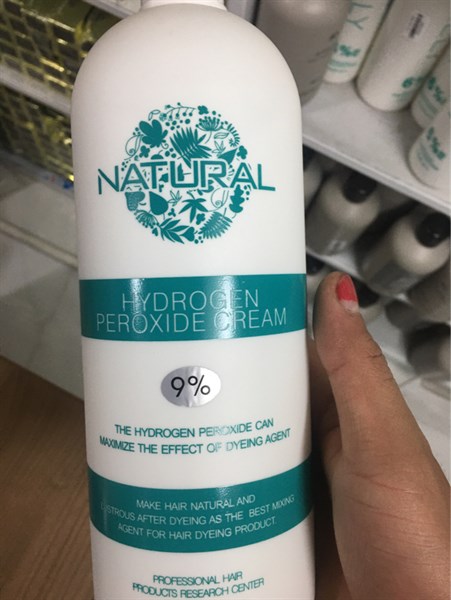 NATURAL
HYDROGEN
PEROXIDE CREAM
9%
THE HYDROGEN PEROXIDE CAN
MAXIMIZE THE EFFECT OF DYEING AGENT
MAKE HAIR NATURAL AND
LUSTROUS AFTER DYEING AS THE BEST MIXING
AGENT FOR HAIR DYEING PRODUCT.
PROFESSIONAL HAIR
PRODUCTS RESEARCH CENTER